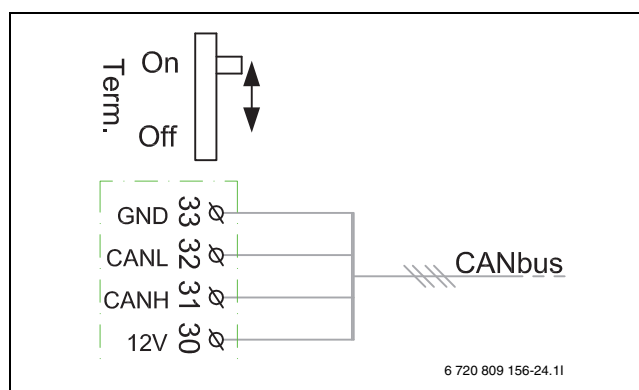 On
Term.
Off
GND 33
CANL 32
CANH 31
12V 30
CANbus
6 720 809 156-24.1I